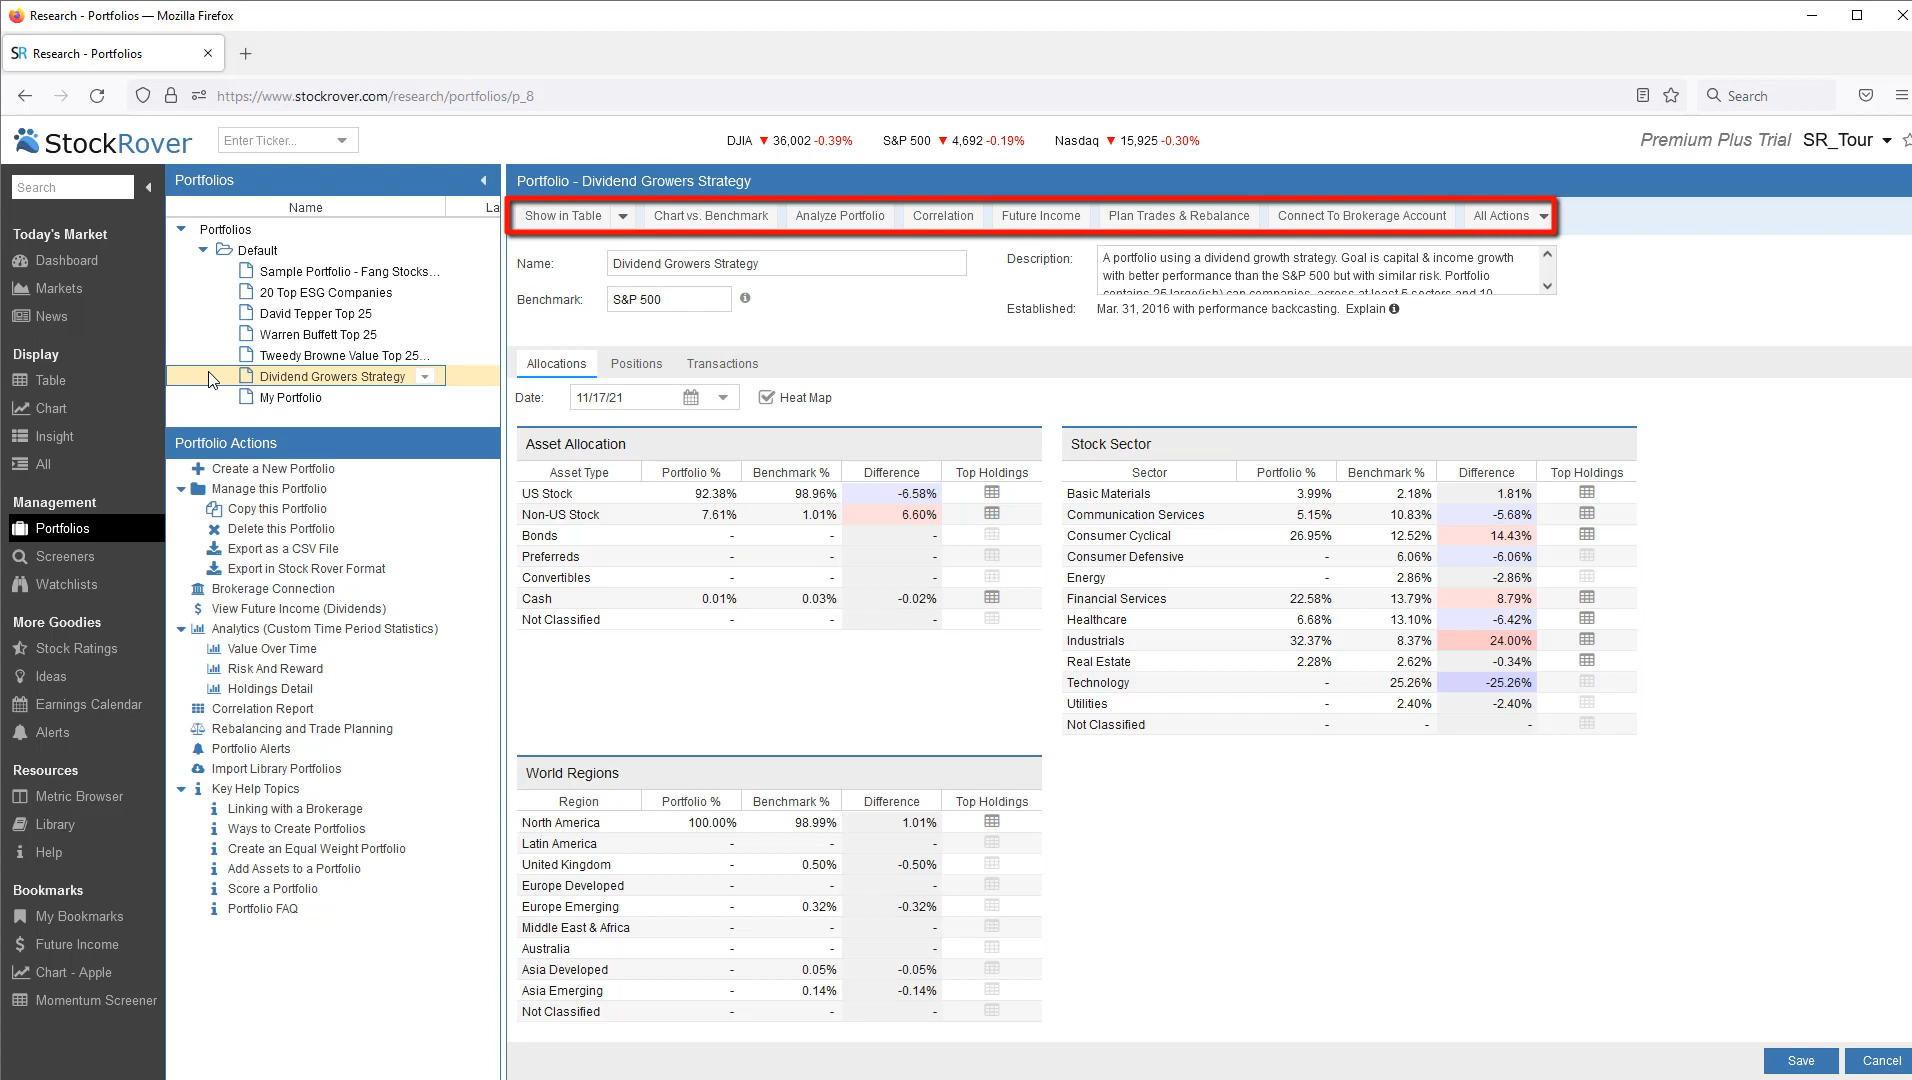 Research - Portfolios — Mozilla Firefox
SR Research - Portfolios
https://www.stockrover.com/research/portfolios/p_8
Search
StockRover
Enter Ticker...
DJIA ▼ 36,002 -0.39% S&P 500 ▼ 4,692 -0.19% Nasdaq ▼ 15,925 -0.30%
Premium Plus Trial SR_Tour
Search
Today's Market
Dashboard
Markets
News
Display
Table
Chart
Insight
All
Management
Portfolios
Screeners
Watchlists
More Goodies
Stock Ratings
Ideas
Earnings Calendar
Alerts
Resources
Metric Browser
Library
Help
Bookmarks
My Bookmarks
Future Income
Chart - Apple
Momentum Screener
Portfolios
Name La
Portfolios
Default
Sample Portfolio - Fang Stocks...
20 Top ESG Companies
David Tepper Top 25
Warren Buffett Top 25
Tweedy Browne Value Top 25...
Dividend Growers Strategy
My Portfolio
Portfolio Actions
Create a New Portfolio
Manage this Portfolio
Copy this Portfolio
Delete this Portfolio
Export as a CSV File
Export in Stock Rover Format
Brokerage Connection
View Future Income (Dividends)
Analytics (Custom Time Period Statistics)
Value Over Time
Risk And Reward
Holdings Detail
Correlation Report
Rebalancing and Trade Planning
Portfolio Alerts
Import Library Portfolios
Key Help Topics
Linking with a Brokerage
Ways to Create Portfolios
Create an Equal Weight Portfolio
Add Assets to a Portfolio
Score a Portfolio
Portfolio FAQ
Portfolio - Dividend Growers Strategy
Show in Table Chart vs. Benchmark Analyze Portfolio Correlation Future Income Plan Trades & Rebalance Connect To Brokerage Account All Actions
Name: Dividend Growers Strategy
Benchmark: S&P 500
Description: A portfolio using a dividend growth strategy. Goal is capital & income growth
with better performance than the S&P 500 but with similar risk. Portfolio
contains 25 large(ish) cap companies, across at least 5 sectors and 10
Established: Mar. 31, 2016 with performance backcasting. Explain
Allocations Positions Transactions
Date: 11/17/21 Heat Map
Asset Allocation
Asset Type Portfolio % Benchmark % Difference Top Holdings
US Stock 92.38% 98.96% -6.58%
Non-US Stock 7.61% 1.01% 6.60%
Bonds - - -
Preferreds - - -
Convertibles - - -
Cash 0.01% 0.03% -0.02%
Not Classified - - -
Stock Sector
Sector Portfolio % Benchmark % Difference Top Holdings
Basic Materials 3.99% 2.18% 1.81%
Communication Services 5.15% 10.83% -5.68%
Consumer Cyclical 26.95% 12.52% 14.43%
Consumer Defensive - 6.06% -6.06%
Energy - 2.86% -2.86%
Financial Services 22.58% 13.79% 8.79%
Healthcare 6.68% 13.10% -6.42%
Industrials 32.37% 8.37% 24.00%
Real Estate 2.28% 2.62% -0.34%
Technology - 25.26% -25.26%
Utilities - 2.40% -2.40%
Not Classified - - -
World Regions
Region Portfolio % Benchmark % Difference Top Holdings
North America 100.00% 98.99% 1.01%
Latin America - - -
United Kingdom - 0.50% -0.50%
Europe Developed - - -
Europe Emerging - 0.32% -0.32%
Middle East & Africa - - -
Australia - - -
Asia Developed - 0.05% -0.05%
Asia Emerging - 0.14% -0.14%
Not Classified - - -
Save Cancel